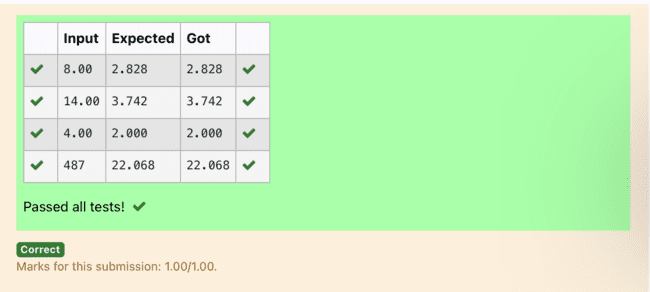 Input Expected Got
8.00 2.828 2.828
14.00 3.742 3.742
4.00 2.000 2.000
487 22.068 22.068
Passed all tests!
Correct
Marks for this submission: 1.00/1.00.